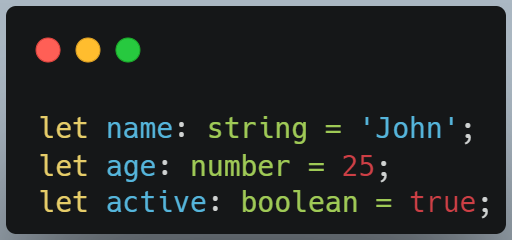 let name: string = 'John';
let age: number = 25;
let active: boolean = true;